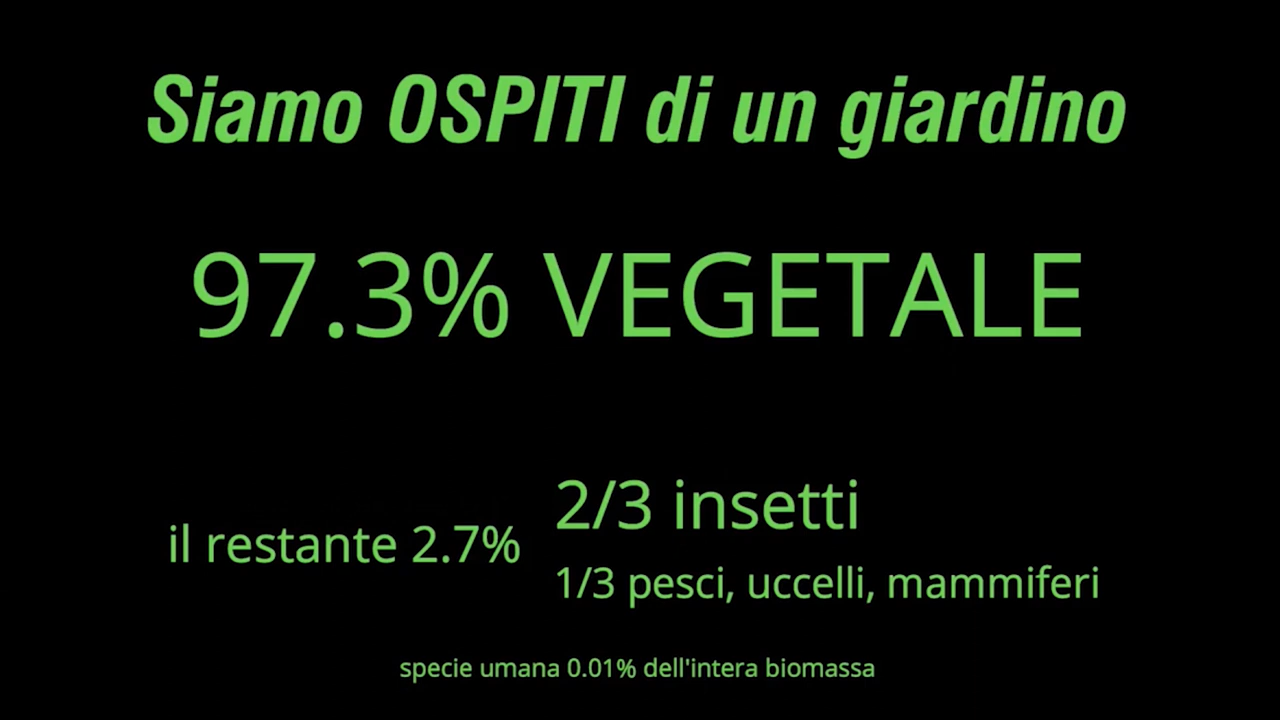 Siamo OSPITI di un giardino
97.3% VEGETALE
il restante 2.7%
2/3 insetti
1/3 pesci, uccelli, mammiferi
specie umana 0.01% dell'intera biomassa